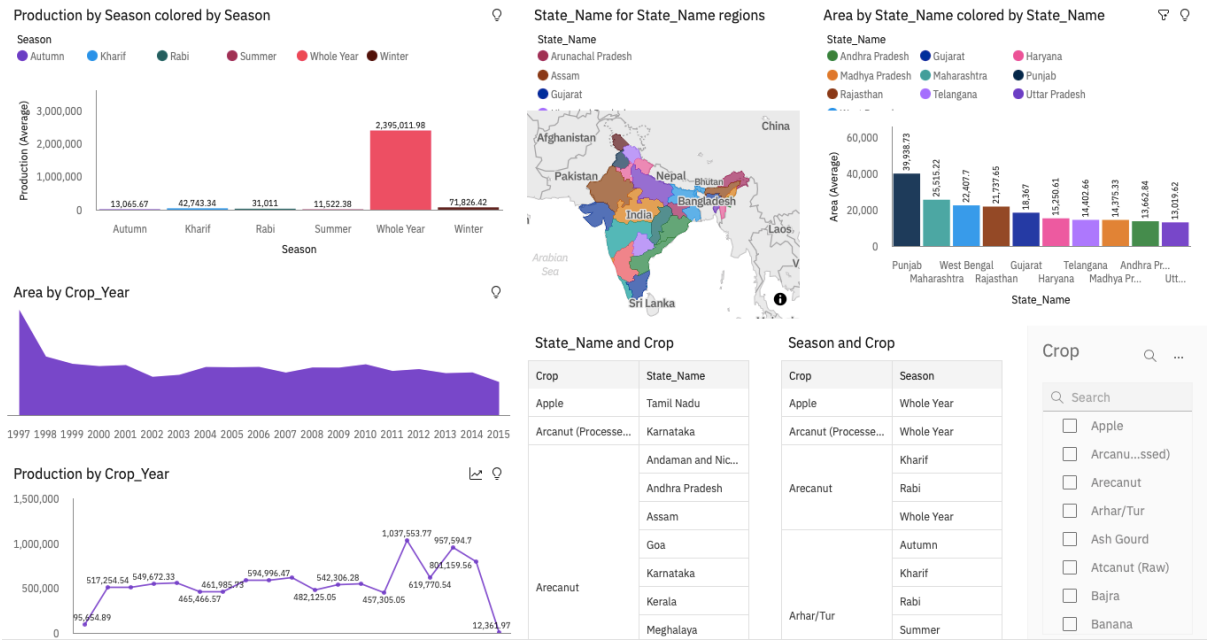 Production by Season colored by Season
Season
Autumn Kharif Rabi Summer Whole Year Winter
Production (Average)
3,000,000
2,000,000
1,000,000
0
13,065.67 42,743.34 31,011 11,522.38 2,395,011.98 71,826.42
Autumn Kharif Rabi Summer Whole Year Winter
Season
Area by Crop_Year
1997 1998 1999 2000 2001 2002 2003 2004 2005 2006 2007 2008 2009 2010 2011 2012 2013 2014 2015
Production by Crop_Year
1,500,000
1,000,000
500,000
0
95,654.89 517,254.54 549,672.33 465,466.57 461,985.73 594,996.47 482,125.05 542,306.28 457,305.05 1,037,553.77 619,770.54 957,594.7 801,159.56 12,361.97
State_Name for State_Name regions
State_Name
Arunachal Pradesh
Assam
Gujarat
China
Afghanistan
Pakistan
Nepal
Bhutan
Bangladesh
India
Laos
Arabian
Sea
V
Sri Lanka
Area by State_Name colored by State_Name
State_Name
Andhra Pradesh Gujarat Haryana
Madhya Pradesh Maharashtra Punjab
Rajasthan Telangana Uttar Pradesh
Area (Average)
60,000
40,000
20,000
0
39,938.73 25,515.22 22,407.7 21,737.65 18,367 15,250.61 14,402.66 14,375.33 13,662.84 13,019.62
Punjab West Bengal Gujarat Telangana Andhra Pr...
Maharashtra Rajasthan Haryana Madhya Pr... Utt...
State_Name
State_Name and Crop
Crop State_Name
Apple Tamil Nadu
Arcanut (Processe... Karnataka
Andaman and Nic...
Andhra Pradesh
Assam
Goa
Karnataka
Arecanut
Kerala
Meghalaya
Season and Crop
Crop Season
Apple Whole Year
Arcanut (Processe... Whole Year
Kharif
Arecanut Rabi
Whole Year
Autumn
Kharif
Rabi
Arhar/Tur
Summer
Crop ...
Search
Apple
Arcanu...ssed)
Arecanut
Arhar/Tur
Ash Gourd
Atcanut (Raw)
Bajra
Banana